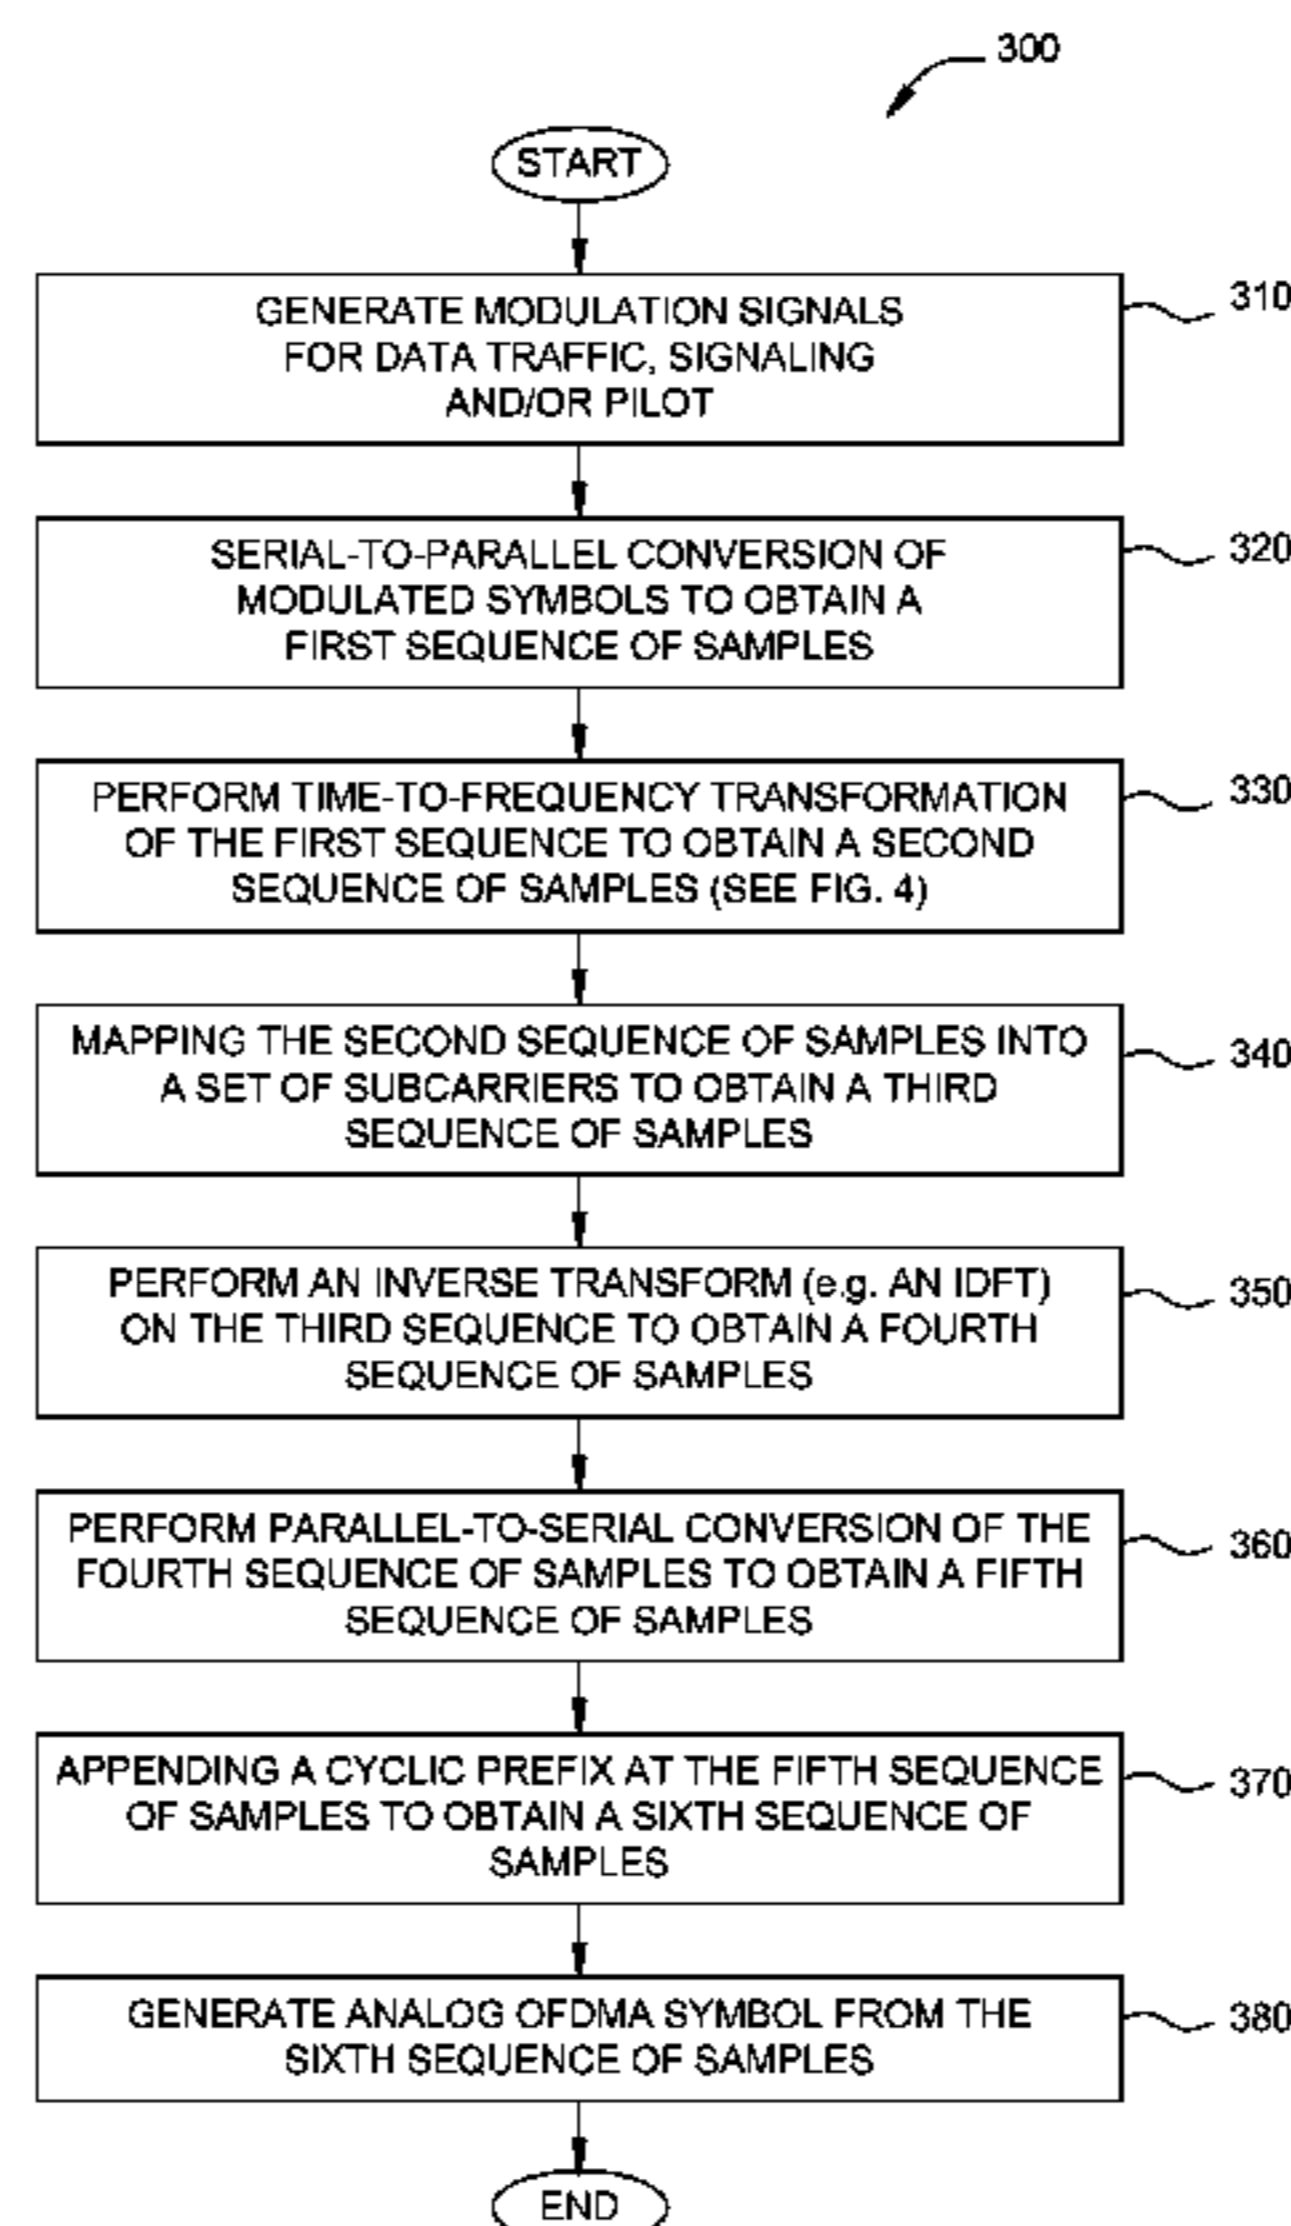 300
START
GENERATE MODULATION SIGNALS
FOR DATA TRAFFIC, SIGNALING
AND/OR PILOT
310
SERIAL-TO-PARALLEL CONVERSION OF
MODULATED SYMBOLS TO OBTAIN A
FIRST SEQUENCE OF SAMPLES
320
PERFORM TIME-TO-FREQUENCY TRANSFORMATION
OF THE FIRST SEQUENCE TO OBTAIN A SECOND
SEQUENCE OF SAMPLES (SEE FIG. 4)
330
MAPPING THE SECOND SEQUENCE OF SAMPLES INTO
A SET OF SUBCARRIERS TO OBTAIN A THIRD
SEQUENCE OF SAMPLES
340
PERFORM AN INVERSE TRANSFORM (e.g. AN IDFT)
ON THE THIRD SEQUENCE TO OBTAIN A FOURTH
SEQUENCE OF SAMPLES
350
PERFORM PARALLEL-TO-SERIAL CONVERSION OF THE
FOURTH SEQUENCE OF SAMPLES TO OBTAIN A FIFTH
SEQUENCE OF SAMPLES
360
APPENDING A CYCLIC PREFIX AT THE FIFTH SEQUENCE
OF SAMPLES TO OBTAIN A SIXTH SEQUENCE OF
SAMPLES
370
GENERATE ANALOG OFDMA SYMBOL FROM THE
SIXTH SEQUENCE OF SAMPLES
380
END